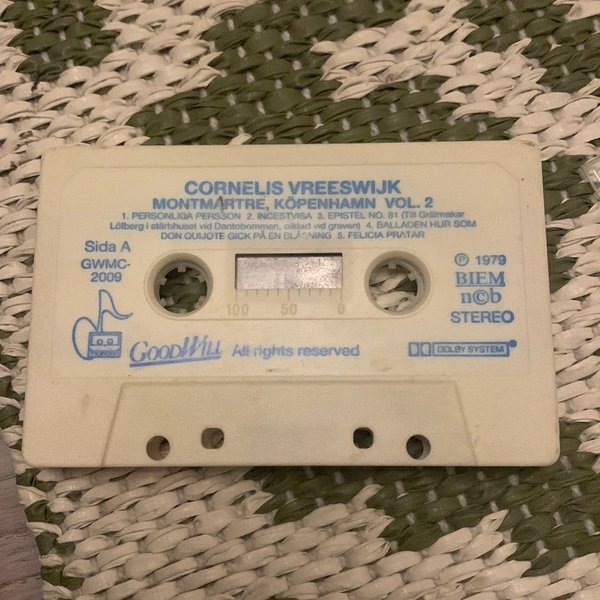 CORNELIS VREESWIJK
MONTMARTRE, KÖPENHAMN VOL. 2
1. PERSONLIGA PERSSON 2. INCESTVISA 3. EPISTEL NO. 81 (Till Grälmakar
Löfberg i stärbhuset vid Dantobommen, diktad vid graven) 4. BALLADEN HUR SOM
DON QUIJOTE GICK PÅ EN BLÅSNING 5. FELICIA PRATAR
Sida A
GWMC-
2009
100 50 0
Ⓟ 1979
BIEM
n©b
STEREO
GOODWILL All rights reserved
DOLBY SYSTEM